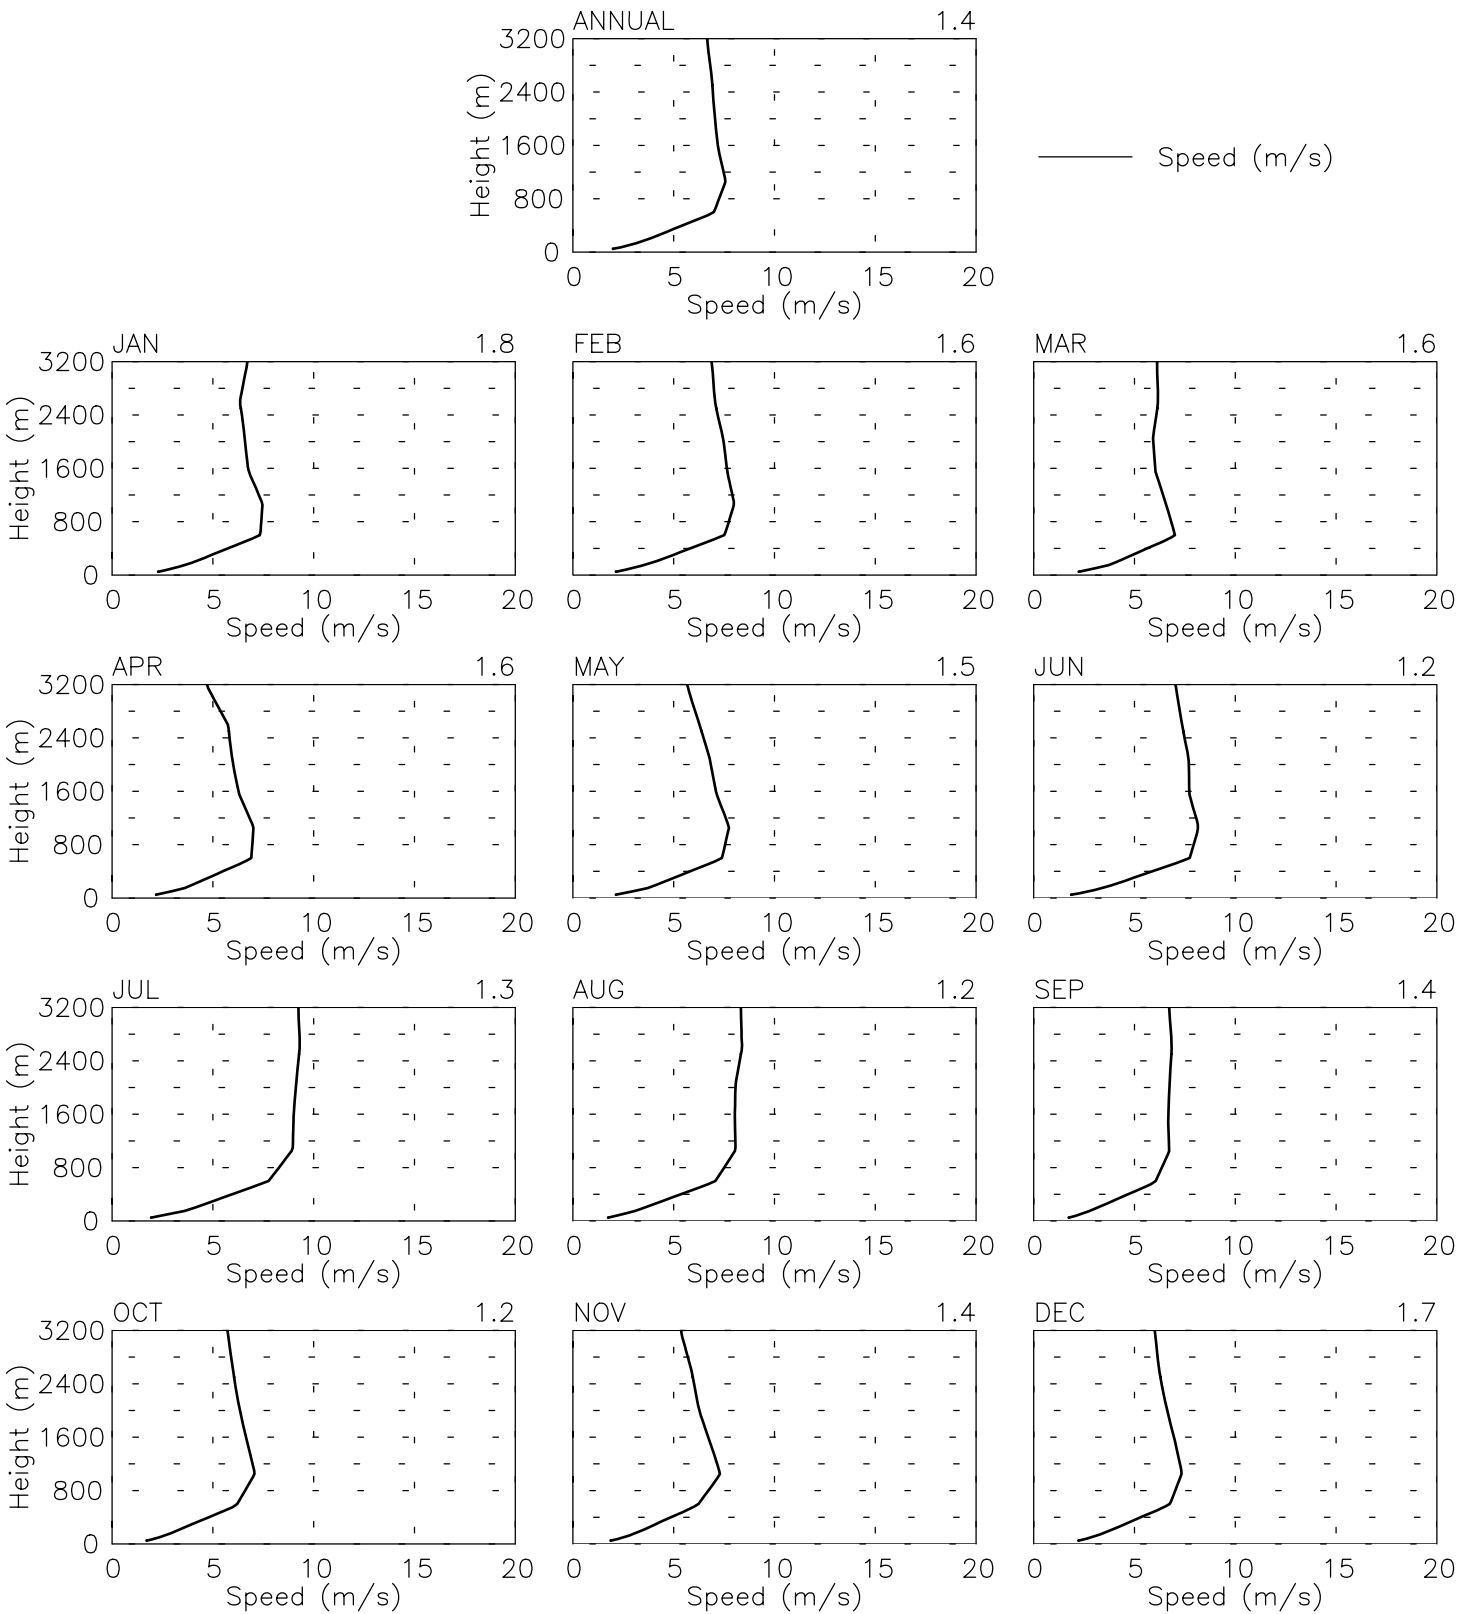 ANNUAL 1.4
3200
2400
1600
800
0
Height (m)
0 5 10 15 20
Speed (m/s)
Speed (m/s)
JAN 1.8
3200
2400
1600
800
0
Height (m)
0 5 10 15 20
Speed (m/s)
FEB 1.6
0 5 10 15 20
Speed (m/s)
MAR 1.6
0 5 10 15 20
Speed (m/s)
APR 1.6
3200
2400
1600
800
0
Height (m)
0 5 10 15 20
Speed (m/s)
MAY 1.5
0 5 10 15 20
Speed (m/s)
JUN 1.2
0 5 10 15 20
Speed (m/s)
JUL 1.3
3200
2400
1600
800
0
Height (m)
0 5 10 15 20
Speed (m/s)
AUG 1.2
0 5 10 15 20
Speed (m/s)
SEP 1.4
0 5 10 15 20
Speed (m/s)
OCT 1.2
3200
2400
1600
800
0
Height (m)
0 5 10 15 20
Speed (m/s)
NOV 1.4
0 5 10 15 20
Speed (m/s)
DEC 1.7
0 5 10 15 20
Speed (m/s)